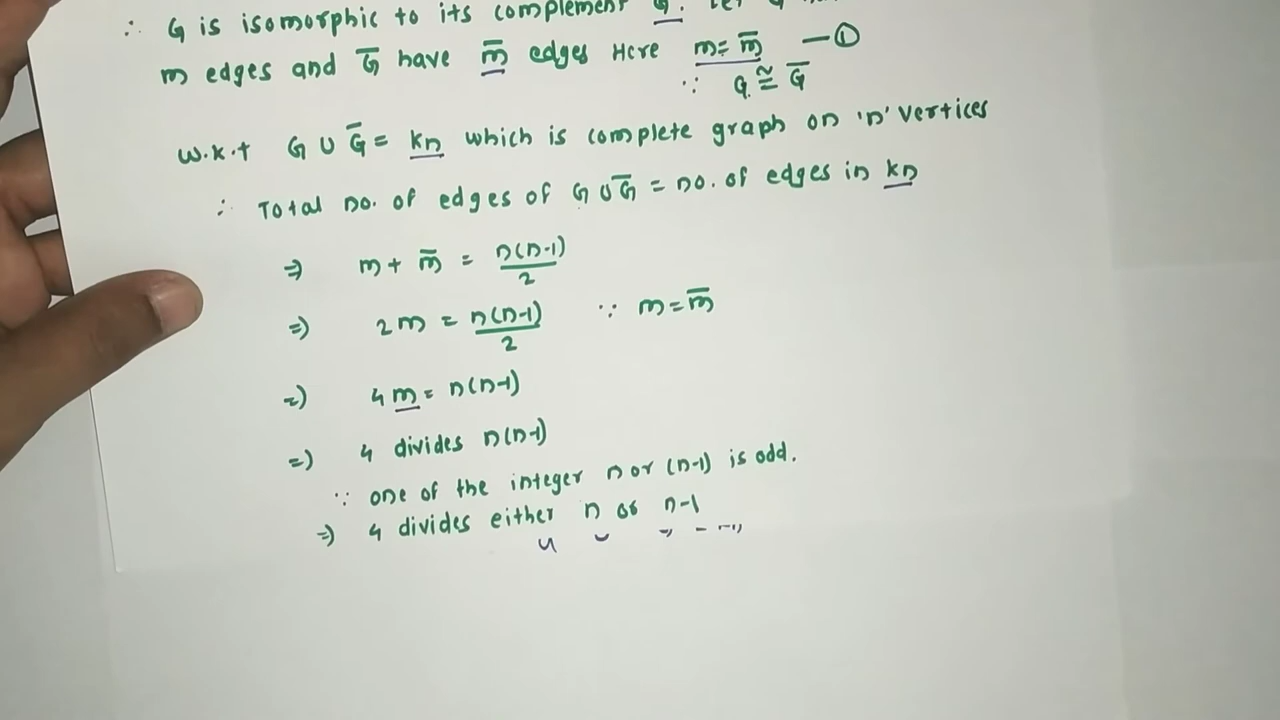 ∴ G is isomorphic to its complement G̅. Let G
m edges and G̅ have m̅ edges Here m = m̅ —①
∵ G ≅ G̅
w.k.t G ∪ G̅ = kn which is complete graph on 'n' vertices
∴ Total no. of edges of G ∪ G̅ = no. of edges in kn
⇒ m + m̅ = n(n-1)/2
⇒ 2m = n(n-1)/2 ∵ m = m̅
⇒ 4m = n(n-1)
⇒ 4 divides n(n-1)
∵ one of the integer n or (n-1) is odd.
⇒ 4 divides either n or n-1